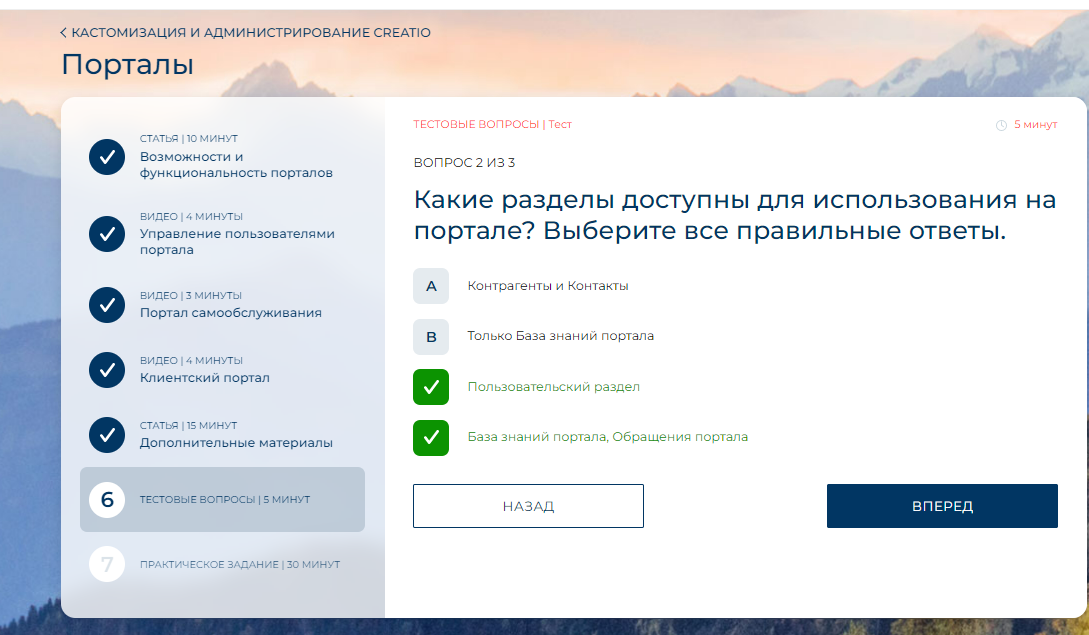 < КАСТОМИЗАЦИЯ И АДМИНИСТРИРОВАНИЕ CREATIO
Порталы
СТАТЬЯ | 10 МИНУТ
Возможности и
функциональность порталов
ВИДЕО | 4 МИНУТЫ
Управление пользователями
портала
ВИДЕО | 3 МИНУТЫ
Портал самообслуживания
ВИДЕО | 4 МИНУТЫ
Клиентский портал
СТАТЬЯ | 15 МИНУТ
Дополнительные материалы
6 ТЕСТОВЫЕ ВОПРОСЫ | 5 МИНУТ
7 ПРАКТИЧЕСКОЕ ЗАДАНИЕ | 30 МИНУТ
ТЕСТОВЫЕ ВОПРОСЫ | Тест
5 минут
ВОПРОС 2 ИЗ 3
Какие разделы доступны для использования на
портале? Выберите все правильные ответы.
A Контрагенты и Контакты
B Только База знаний портала
Пользовательский раздел
База знаний портала, Обращения портала
НАЗАД
ВПЕРЕД